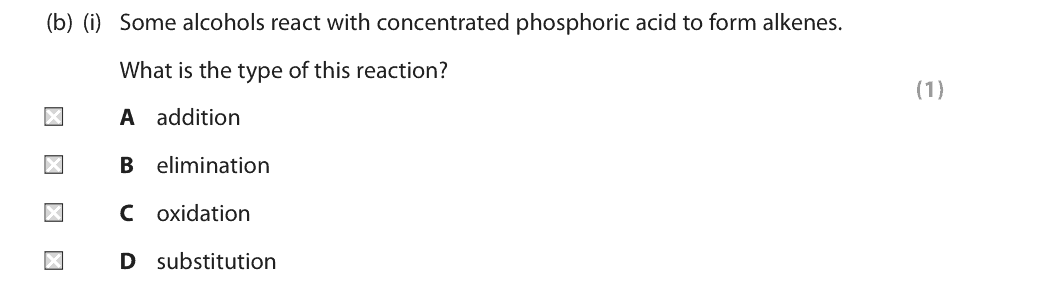 (b) (i) Some alcohols react with concentrated phosphoric acid to form alkenes.
What is the type of this reaction?
(1)
A addition
B elimination
C oxidation
D substitution